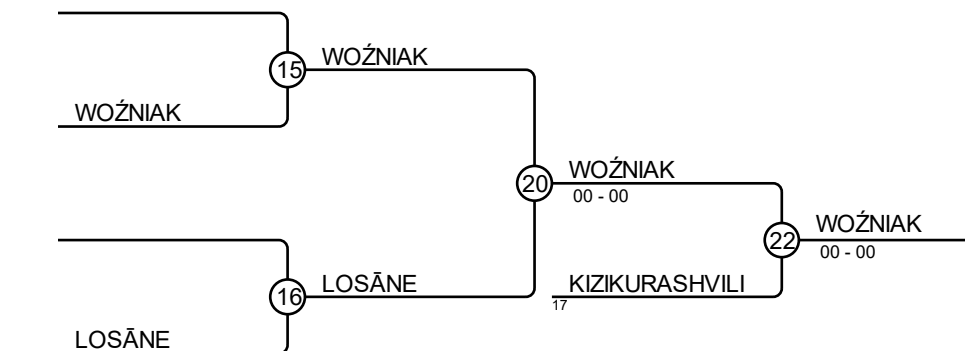 WOŹNIAK
15
WOŹNIAK
WOŹNIAK
00 - 00
20
WOŹNIAK
00 - 00
22
LOSĀNE
16
KIZIKURASHVILI
17
LOSĀNE